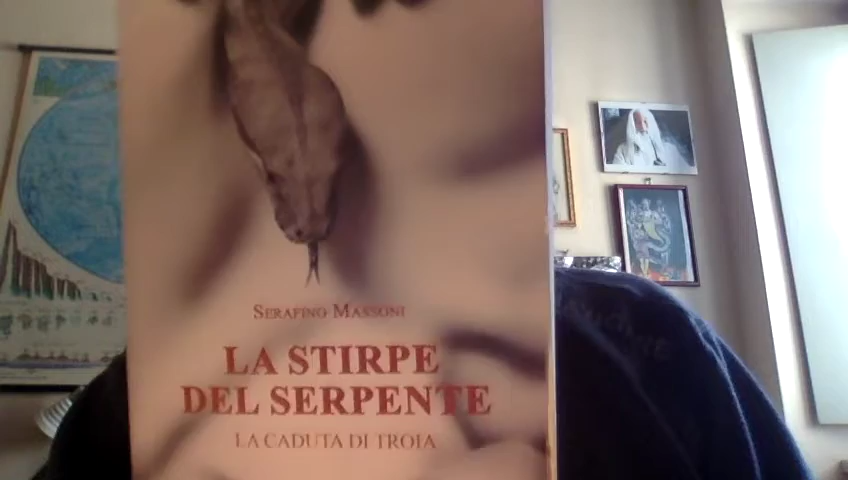 SERAFINO MASSONI
LA STIRPE
DEL SERPENTE
LA CADUTA DI TROIA